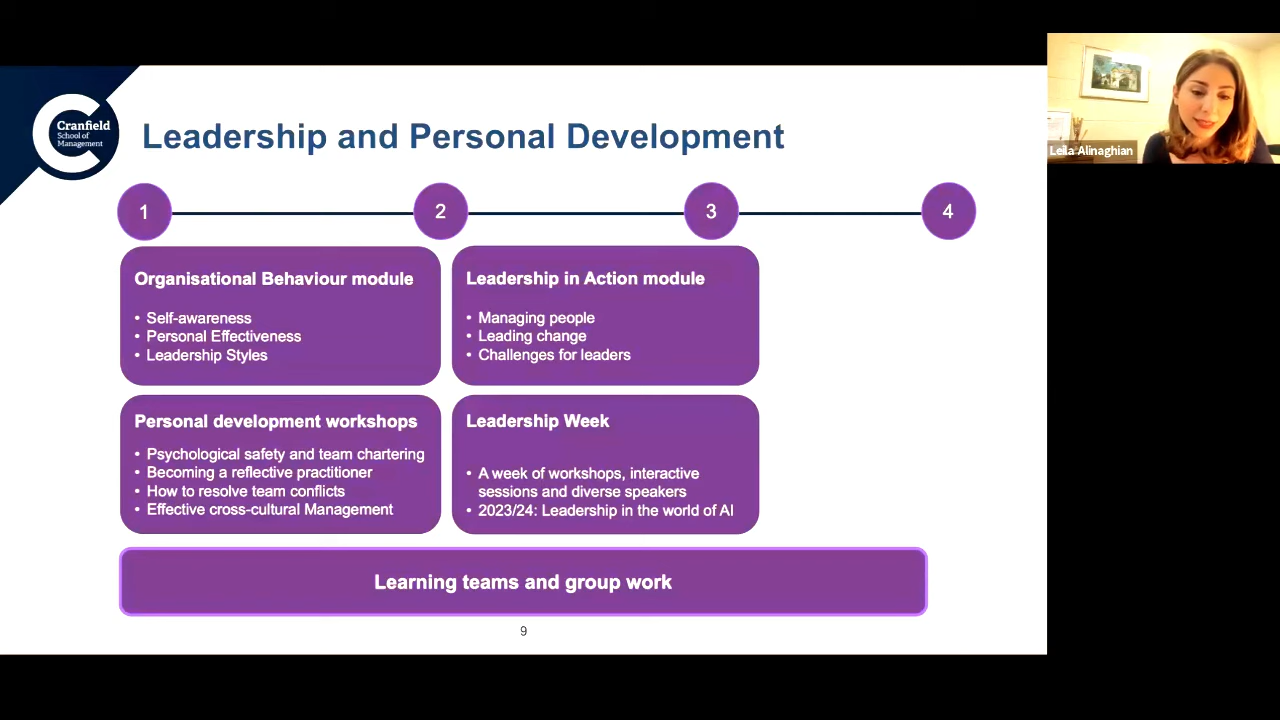 Cranfield
School of
Management
Leadership and Personal Development
Leila Alinaghian
1
2
3
4
Organisational Behaviour module
• Self-awareness
• Personal Effectiveness
• Leadership Styles
Leadership in Action module
• Managing people
• Leading change
• Challenges for leaders
Personal development workshops
• Psychological safety and team chartering
• Becoming a reflective practitioner
• How to resolve team conflicts
• Effective cross-cultural Management
Leadership Week
• A week of workshops, interactive
sessions and diverse speakers
• 2023/24: Leadership in the world of AI
Learning teams and group work
9